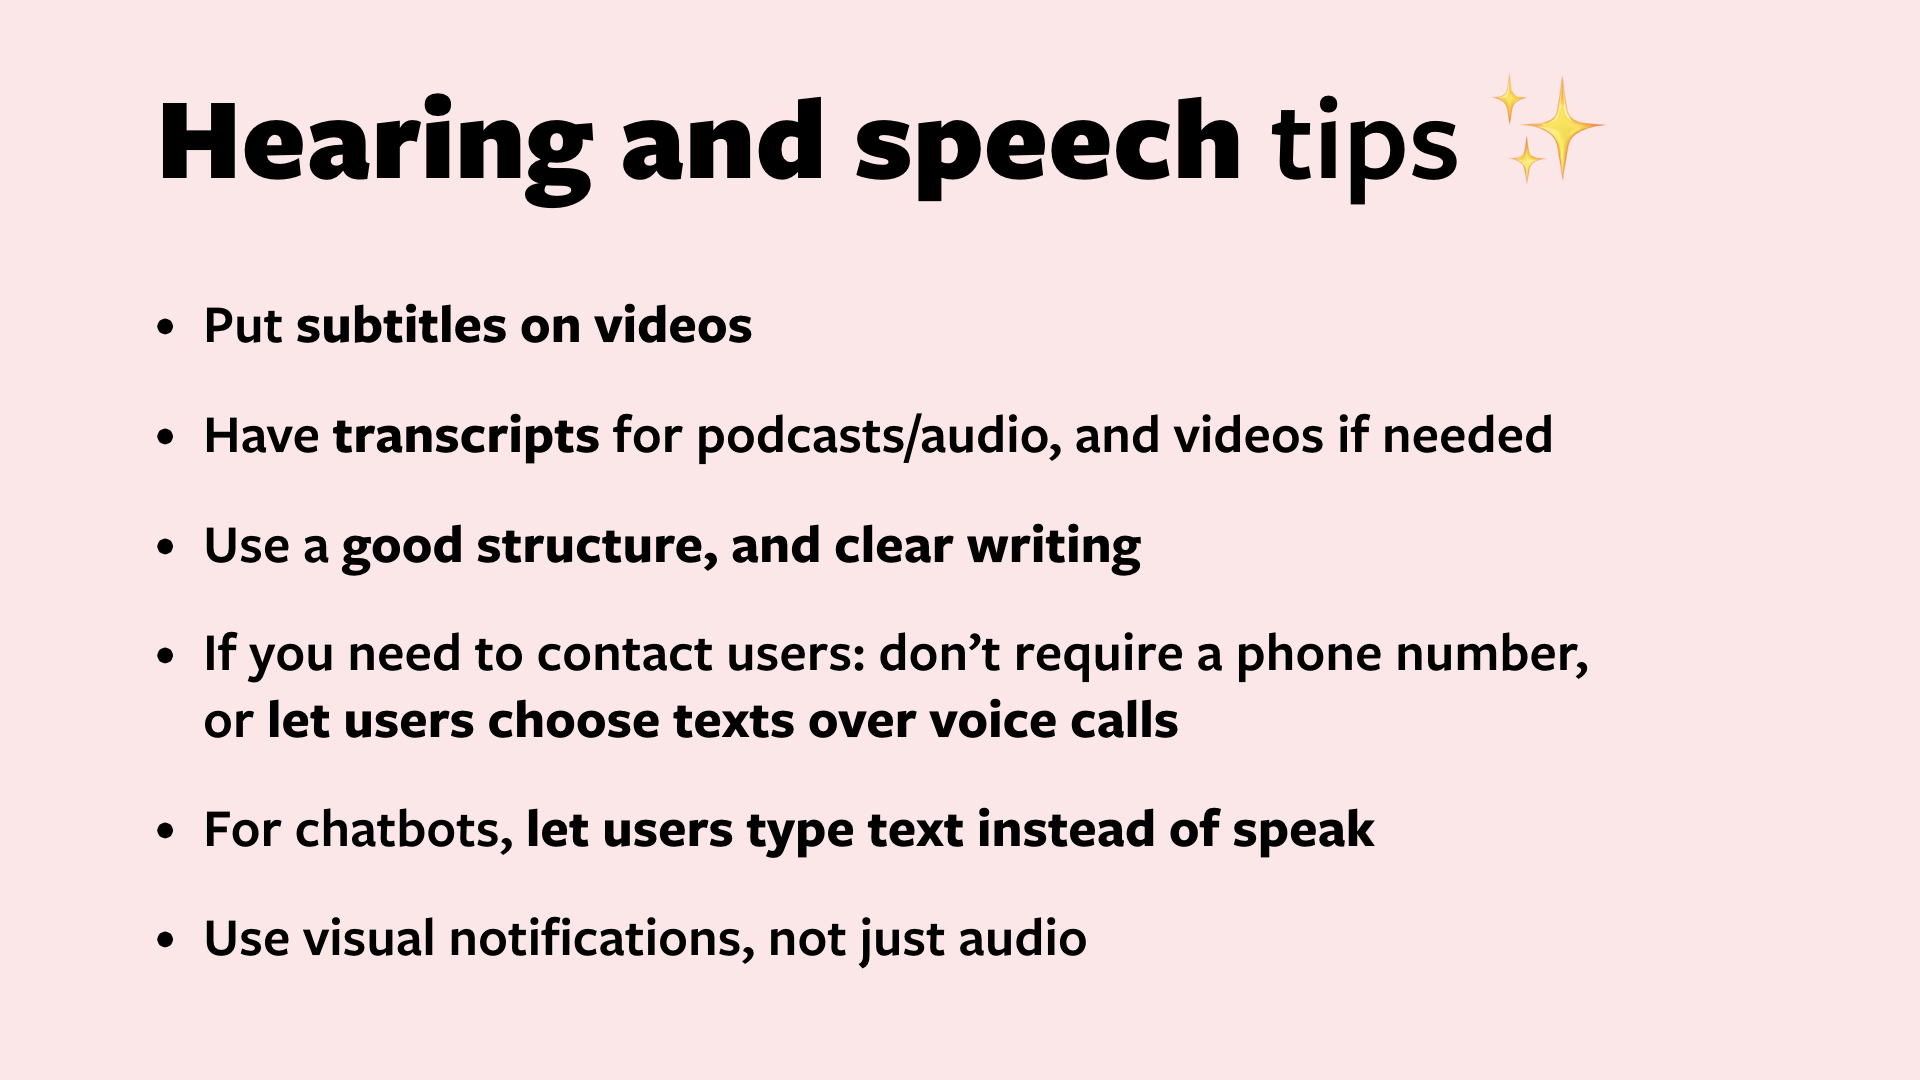 Hearing and speech tips ✨
• Put subtitles on videos
• Have transcripts for podcasts/audio, and videos if needed
• Use a good structure, and clear writing
• If you need to contact users: don’t require a phone number,
or let users choose texts over voice calls
• For chatbots, let users type text instead of speak
• Use visual notifications, not just audio